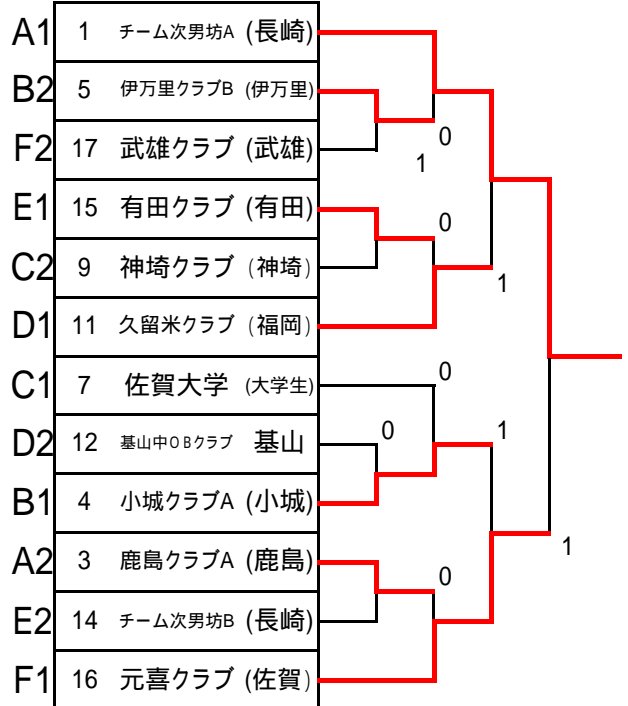 A1 1 チーム次男坊A (長崎)
B2 5 伊万里クラブB (伊万里)
0
F2 17 武雄クラブ (武雄)
1
E1 15 有田クラブ (有田)
0
C2 9 神埼クラブ (神埼)
1
D1 11 久留米クラブ (福岡)
C1 7 佐賀大学 (大学生)
0
D2 12 基山中OBクラブ 基山
0
1
B1 4 小城クラブA (小城)
A2 3 鹿島クラブA (鹿島)
1
0
E2 14 チーム次男坊B (長崎)
F1 16 元喜クラブ (佐賀)